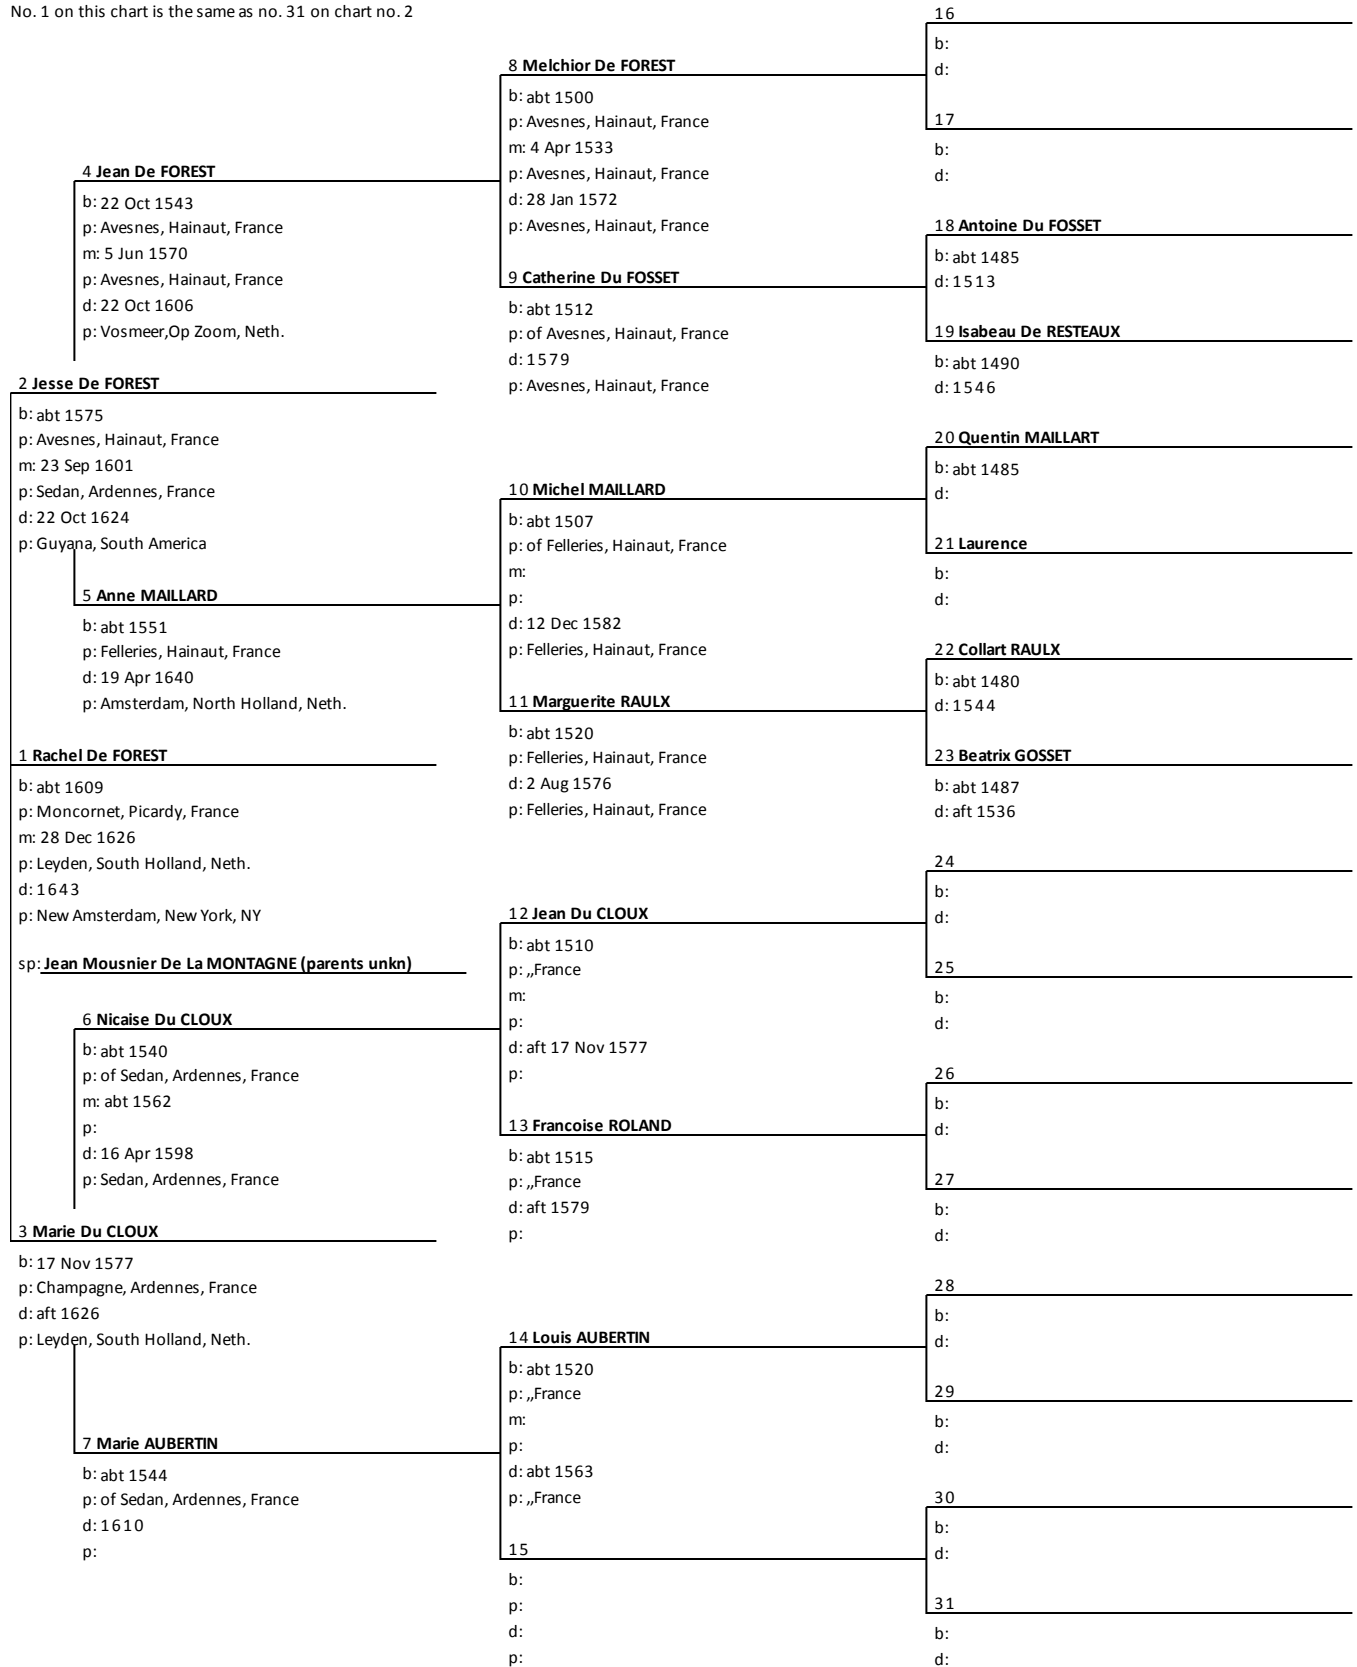 No. 1 on this chart is the same as no. 31 on chart no. 2
16
b:
d:
8 Melchior De FOREST
b: abt 1500
p: Avesnes, Hainaut, France
m: 4 Apr 1533
p: Avesnes, Hainaut, France
d: 28 Jan 1572
p: Avesnes, Hainaut, France
17
b:
d:
4 Jean De FOREST
b: 22 Oct 1543
p: Avesnes, Hainaut, France
m: 5 Jun 1570
p: Avesnes, Hainaut, France
d: 22 Oct 1606
p: Vosmeer,Op Zoom, Neth.
18 Antoine Du FOSSET
b: abt 1485
d: 1513
9 Catherine Du FOSSET
b: abt 1512
p: of Avesnes, Hainaut, France
d: 1579
p: Avesnes, Hainaut, France
19 Isabeau De RESTEAUX
b: abt 1490
d: 1546
2 Jesse De FOREST
b: abt 1575
p: Avesnes, Hainaut, France
m: 23 Sep 1601
p: Sedan, Ardennes, France
d: 22 Oct 1624
p: Guyana, South America
20 Quentin MAILLART
b: abt 1485
d:
10 Michel MAILLARD
b: abt 1507
p: of Felleries, Hainaut, France
m:
p:
d: 12 Dec 1582
p: Felleries, Hainaut, France
21 Laurence
b:
d:
5 Anne MAILLARD
b: abt 1551
p: Felleries, Hainaut, France
d: 19 Apr 1640
p: Amsterdam, North Holland, Neth.
22 Collart RAULX
b: abt 1480
d: 1544
11 Marguerite RAULX
b: abt 1520
p: Felleries, Hainaut, France
d: 2 Aug 1576
p: Felleries, Hainaut, France
23 Beatrix GOSSET
b: abt 1487
d: aft 1536
1 Rachel De FOREST
b: abt 1609
p: Moncornet, Picardy, France
m: 28 Dec 1626
p: Leyden, South Holland, Neth.
d: 1643
p: New Amsterdam, New York, NY
sp: Jean Mousnier De La MONTAGNE (parents unkn)
24
b:
d:
12 Jean Du CLOUX
b: abt 1510
p: ,,France
m:
p:
d: aft 17 Nov 1577
p:
25
b:
d:
6 Nicaise Du CLOUX
b: abt 1540
p: of Sedan, Ardennes, France
m: abt 1562
p:
d: 16 Apr 1598
p: Sedan, Ardennes, France
26
b:
d:
13 Francoise ROLAND
b: abt 1515
p: ,,France
d: aft 1579
p:
27
b:
d:
3 Marie Du CLOUX
b: 17 Nov 1577
p: Champagne, Ardennes, France
d: aft 1626
p: Leyden, South Holland, Neth.
28
b:
d:
14 Louis AUBERTIN
b: abt 1520
p: ,,France
m:
p:
d: abt 1563
p: ,,France
29
b:
d:
7 Marie AUBERTIN
b: abt 1544
p: of Sedan, Ardennes, France
d: 1610
p:
30
b:
d:
15
b:
p:
d:
p:
31
b:
d: